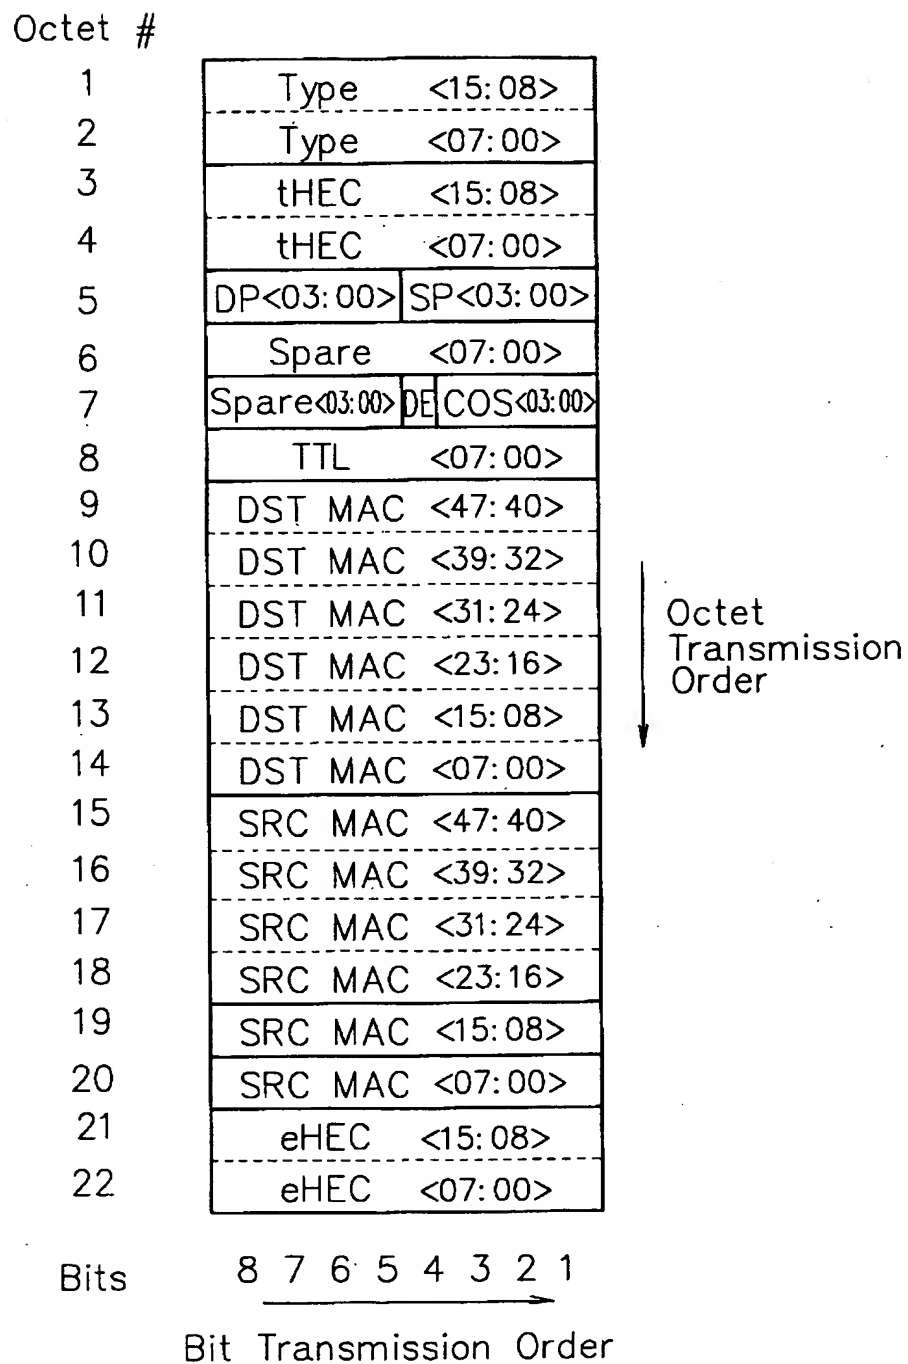 Octet #
1 Type <15:08>
2 Type <07:00>
3 tHEC <15:08>
4 tHEC <07:00>
5 DP<03:00> SP<03:00>
6 Spare <07:00>
7 Spare<03:00> DE COS<03:00>
8 TTL <07:00>
9 DST MAC <47:40>
10 DST MAC <39:32>
11 DST MAC <31:24>
12 DST MAC <23:16>
13 DST MAC <15:08>
14 DST MAC <07:00>
15 SRC MAC <47:40>
16 SRC MAC <39:32>
17 SRC MAC <31:24>
18 SRC MAC <23:16>
19 SRC MAC <15:08>
20 SRC MAC <07:00>
21 eHEC <15:08>
22 eHEC <07:00>
Octet
Transmission
Order
Bits 8 7 6 5 4 3 2 1
Bit Transmission Order